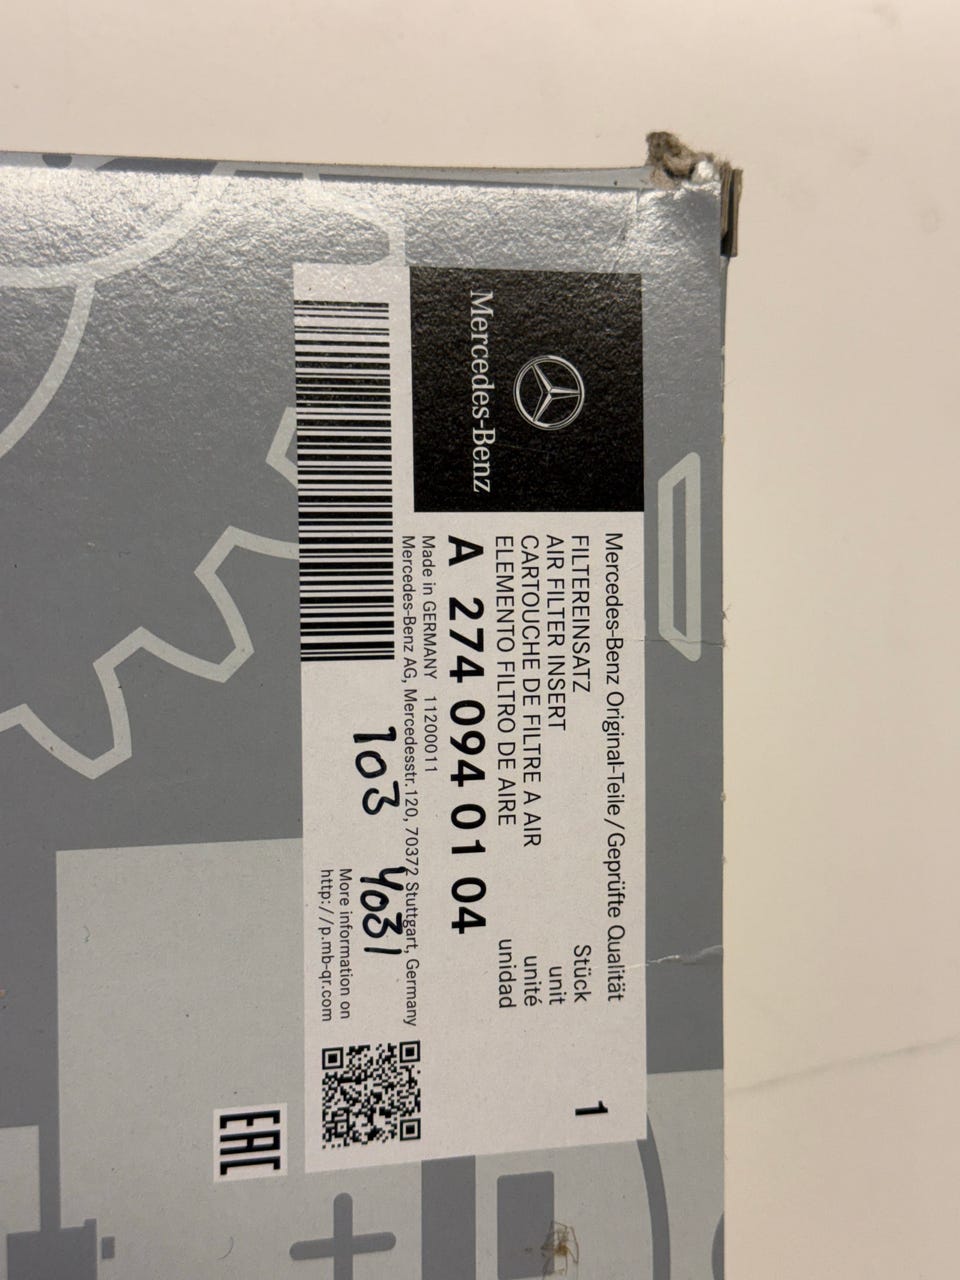 Mercedes-Benz
Mercedes-Benz Original-Teile/Geprüfte Qualität
FILTEREINSATZ Stück 1
AIR FILTER INSERT unit
CARTOUCHE DE FILTRE A AIR unité
ELEMENTO FILTRO DE AIRE unidad
A 274 094 01 04
Made in GERMANY 11200011
Mercedes-Benz AG, Mercedesstr.120, 70372 Stuttgart, Germany
103 4031
More information on
http://p.mb-qr.com
EAC